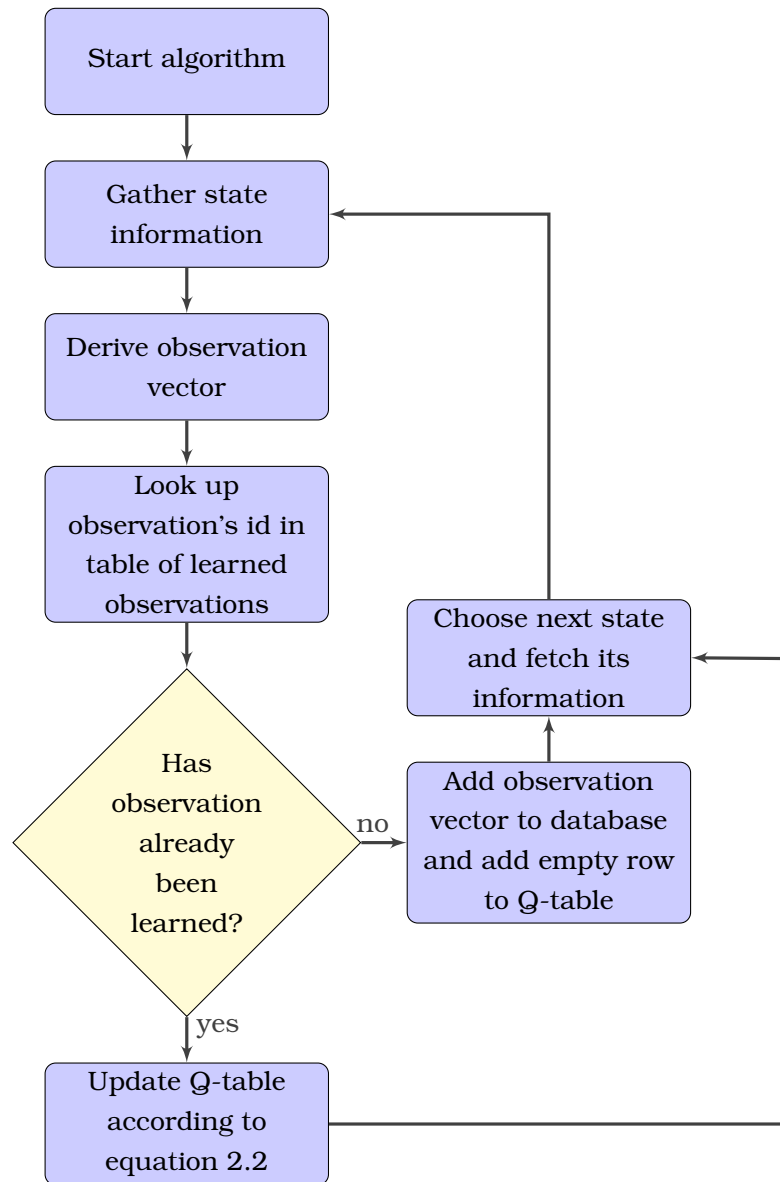 Start algorithm
Gather state
information
Derive observation
vector
Look up
observation's id in
table of learned
observations
Has
observation
already
been
learned?
no
Add observation
vector to database
and add empty row
to Q-table
Choose next state
and fetch its
information
yes
Update Q-table
according to
equation 2.2